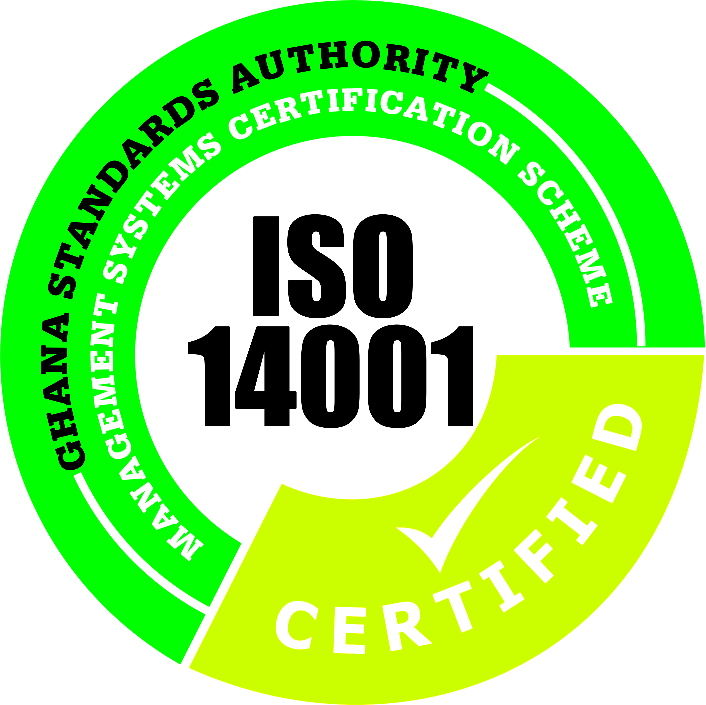 GHANA STANDARDS AUTHORITY
MANAGEMENT SYSTEMS CERTIFICATION SCHEME
ISO
14001
CERTIFIED